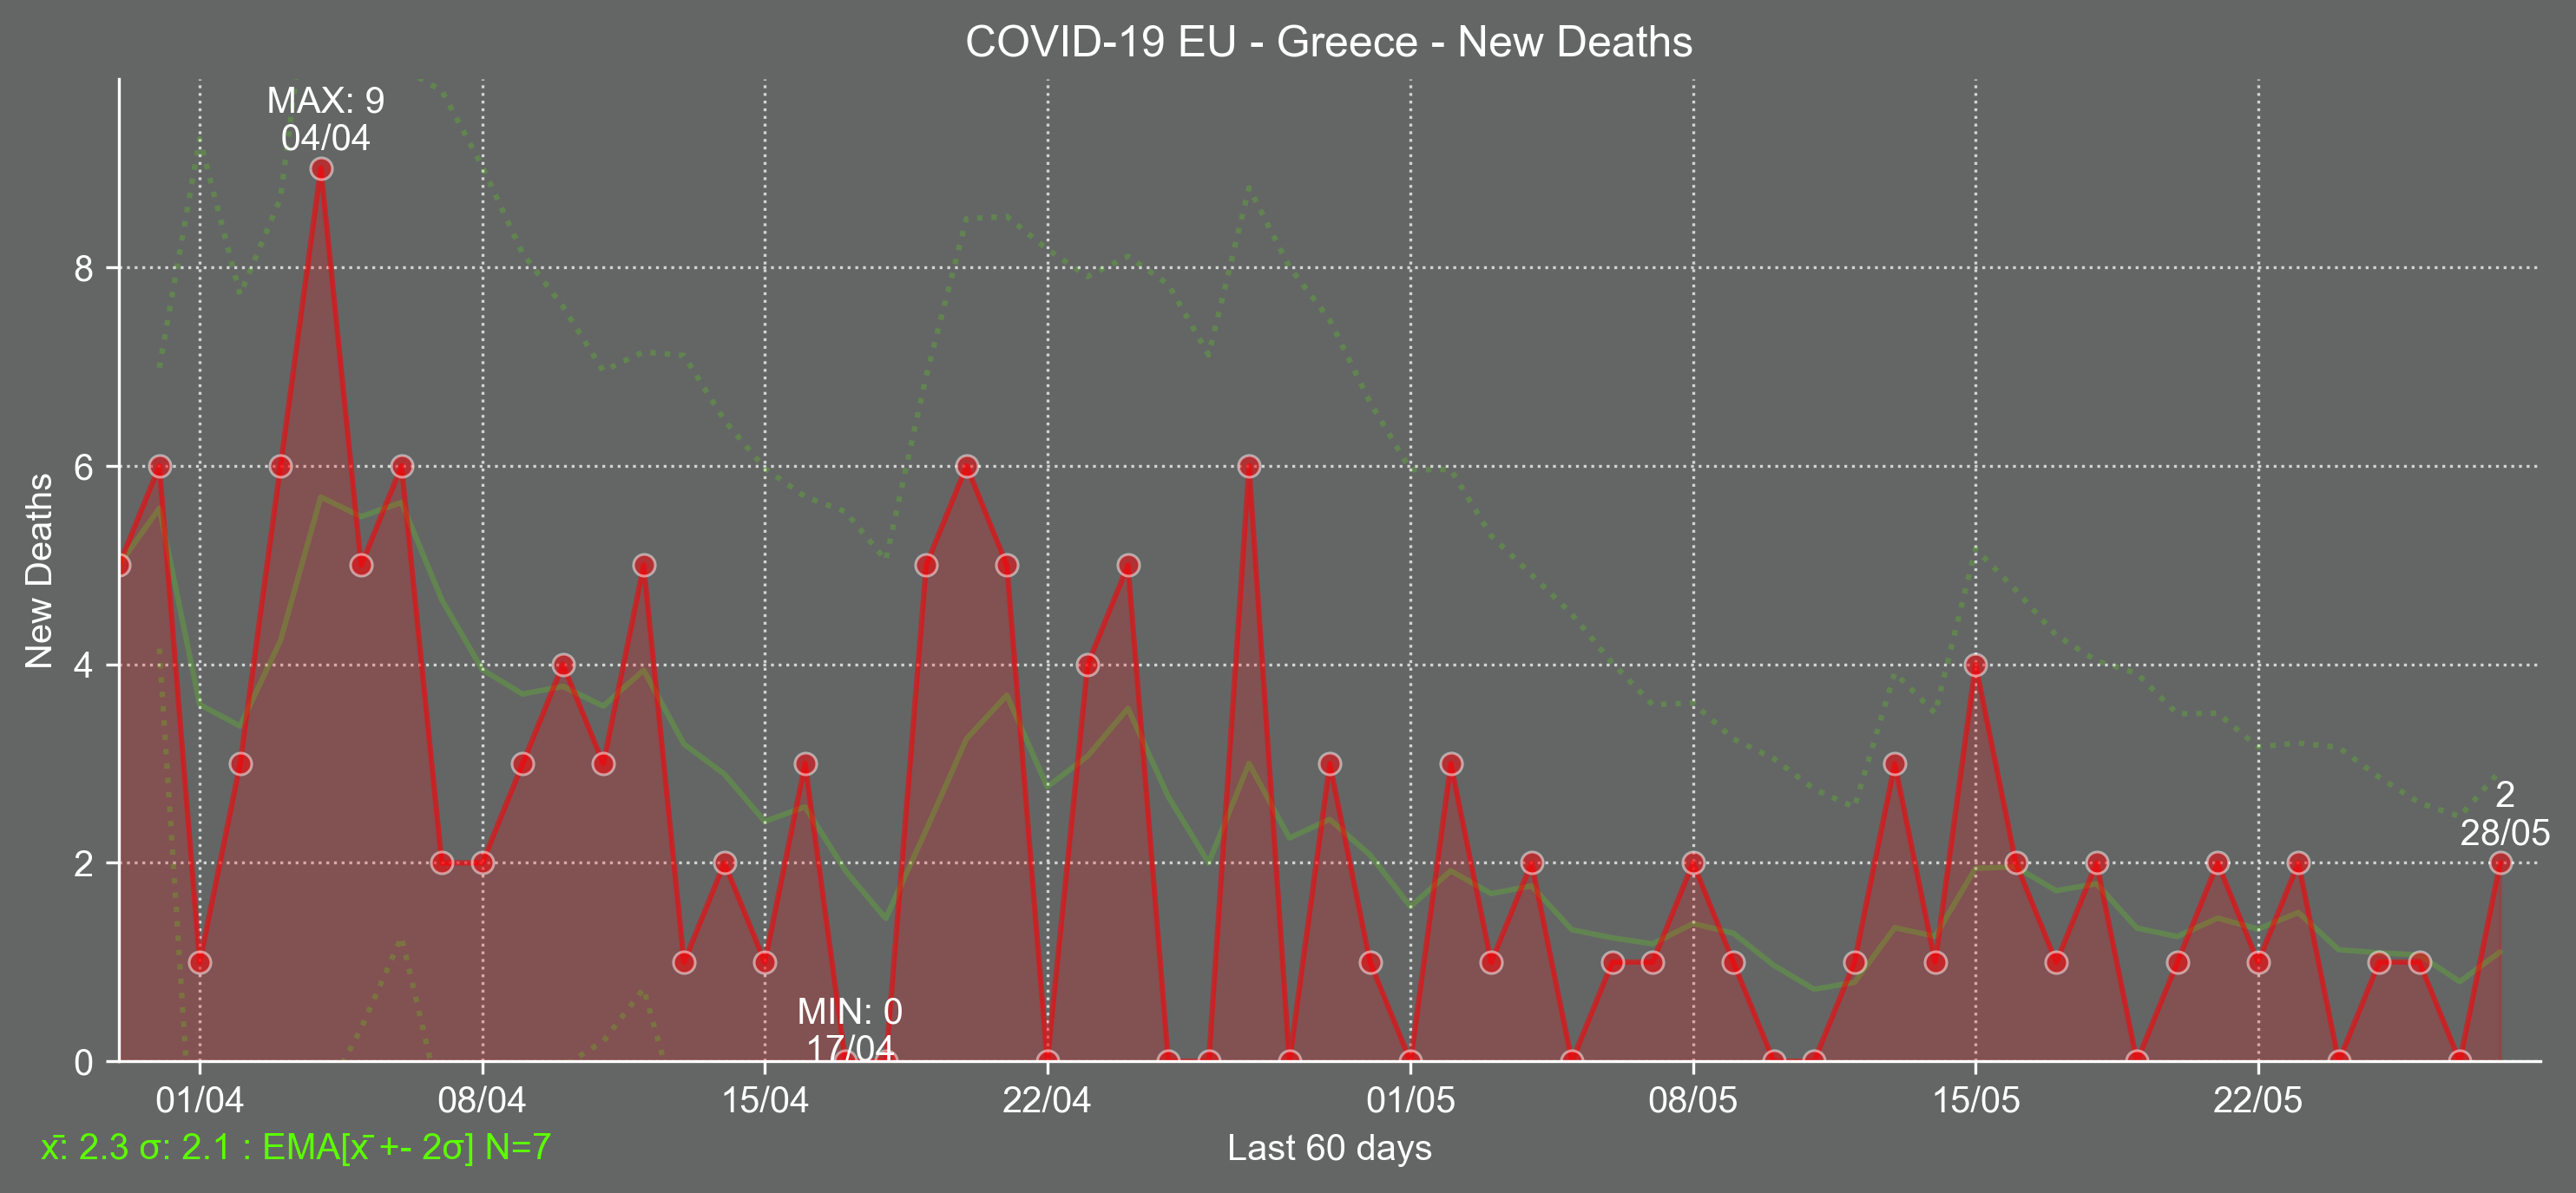 COVID-19 EU - Greece - New Deaths
MAX: 9
04/04
8
6
4
2
0
New Deaths
2
28/05
MIN: 0
17/04
01/04 08/04 15/04 22/04 01/05 08/05 15/05 22/05
x̄: 2.3 σ: 2.1 : EMA[x̄ +- 2σ] N=7
Last 60 days